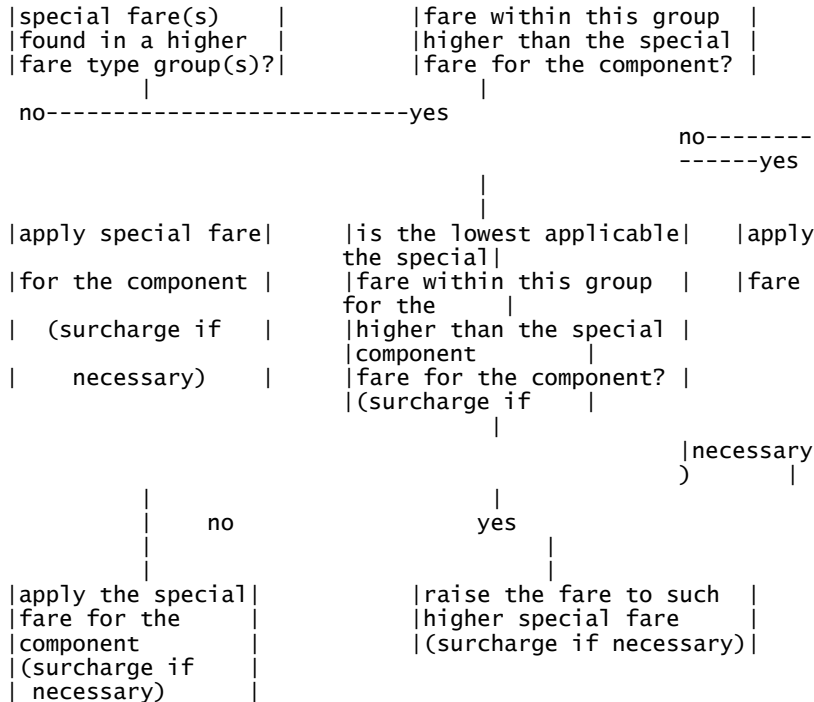 |special fare(s)    |        |fare within this group  |
|found in a higher  |        |higher than the special |
|fare type group(s)?|        |fare for the component? |
|                            |
no---------------------------yes
no--------
------yes
|
|
|apply special fare|     |is the lowest applicable|   |apply
the special|
|for the component |     |fare within this group  |   |fare
for the      |
|  (surcharge if   |     |higher than the special |
|component        |
|    necessary)    |     |fare for the component? |
|(surcharge if    |
|
|necessary
)      |
|                         |
|    no                  yes
|                             |
|                             |
|apply the special|           |raise the fare to such  |
|fare for the     |           |higher special fare     |
|component        |           |(surcharge if necessary)|
|(surcharge if    |
| necessary)      |